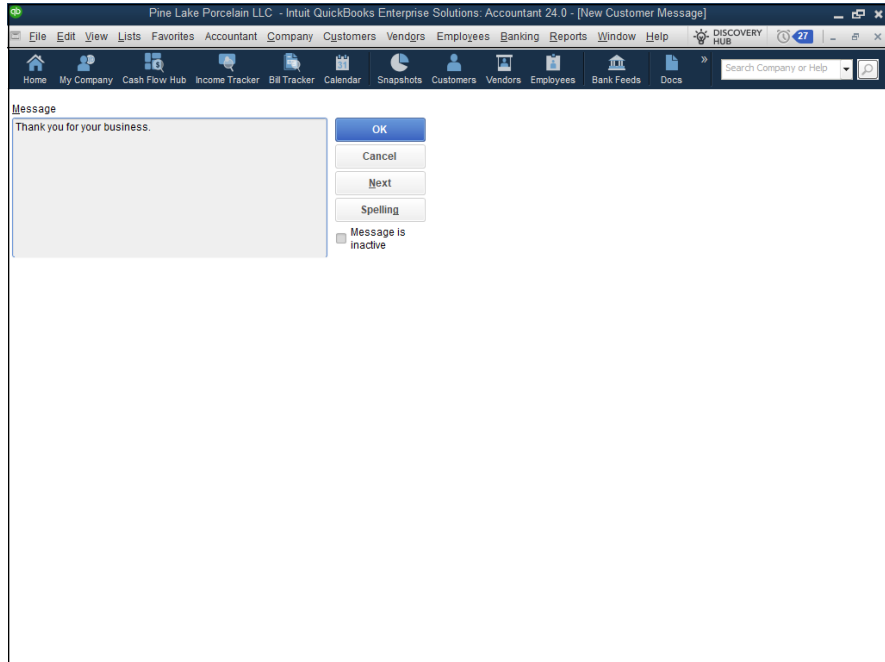 qb Pine Lake Porcelain LLC - Intuit QuickBooks Enterprise Solutions: Accountant 24.0 - [New Customer Message]
File Edit View Lists Favorites Accountant Company Customers Vendors Employees Banking Reports Window Help DISCOVERY HUB 27
31
Home My Company Cash Flow Hub Income Tracker Bill Tracker Calendar Snapshots Customers Vendors Employees Bank Feeds Docs » Search Company or Help
Message
Thank you for your business.
OK
Cancel
Next
Spelling
Message is
inactive